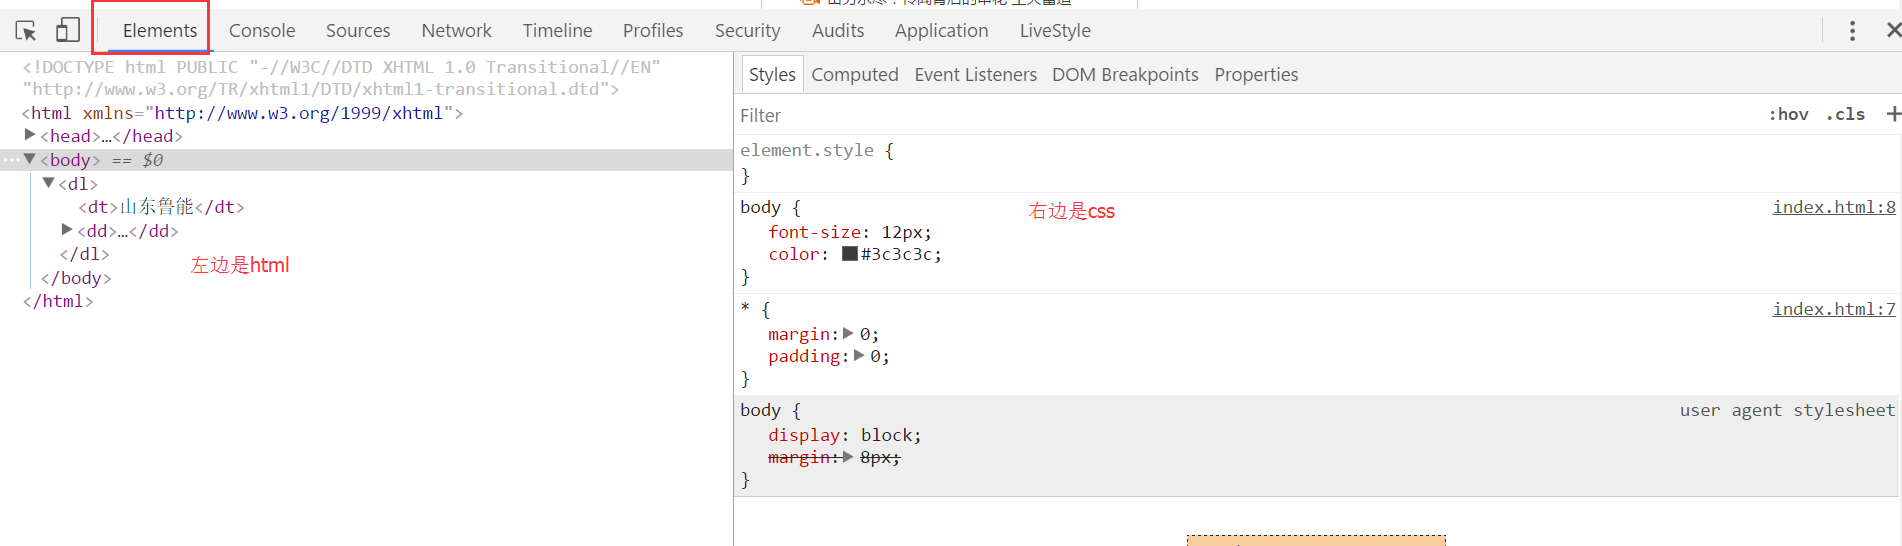 Elements Console Sources Network Timeline Profiles Security Audits Application LiveStyle
<!DOCTYPE html PUBLIC "-//W3C//DTD XHTML 1.0 Transitional//EN"
"http://www.w3.org/TR/xhtml1/DTD/xhtml1-transitional.dtd">
<html xmlns="http://www.w3.org/1999/xhtml">
<head>…</head>
<body> == $0
<dl>
<dt>山东鲁能</dt>
<dd>…</dd>
</dl>
左边是html
</body>
</html>
Styles Computed Event Listeners DOM Breakpoints Properties
Filter :hov .cls +
element.style {
}
body { index.html:8
右边是css
font-size: 12px;
color: #3c3c3c;
}
* { index.html:7
margin: 0;
padding: 0;
}
body { user agent stylesheet
display: block;
margin: 8px;
}